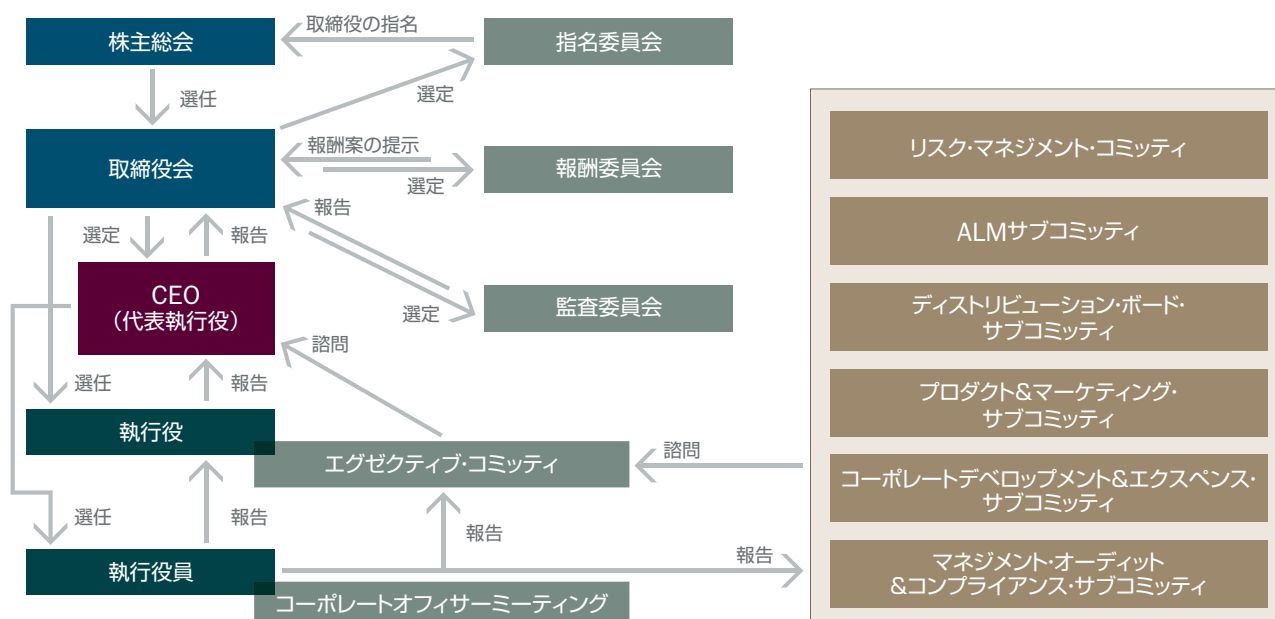 株主総会
取締役の指名
指名委員会
選任
選定
取締役会
報酬案の提示
選定
報酬委員会
リスク・マネジメント・コミッティ
選定
報告
報告
ALMサブコミッティ
CEO
（代表執行役）
選定
監査委員会
ディストリビューション・ボード・
サブコミッティ
諮問
選任
報告
プロダクト&マーケティング・
サブコミッティ
執行役
エグゼクティブ・コミッティ
諮問
コーポレートデベロップメント&エクスペンス・
サブコミッティ
選任
報告
報告
報告
執行役員
マネジメント・オーディット
&コンプライアンス・サブコミッティ
コーポレートオフィサーミーティング